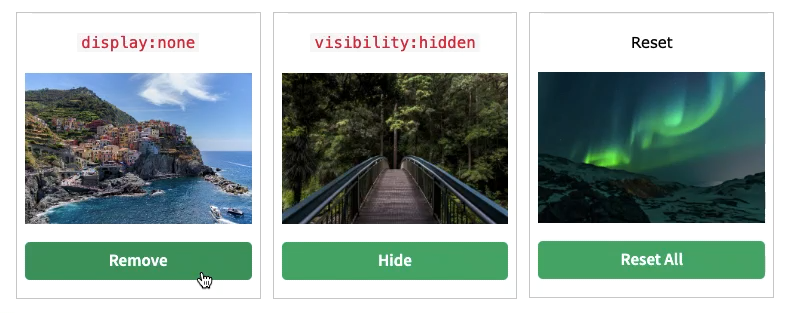 display:none
visibility:hidden
Reset
Remove
Hide
Reset All